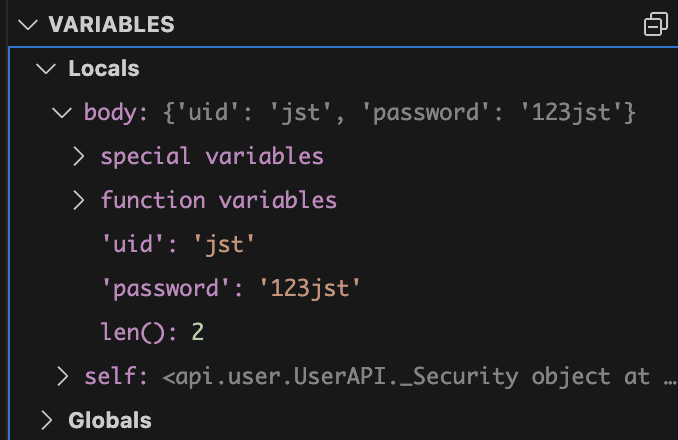 VARIABLES
Locals
body: {'uid': 'jst', 'password': '123jst'}
special variables
function variables
'uid': 'jst'
'password': '123jst'
len(): 2
self: <api.user.UserAPI._Security object at …
Globals